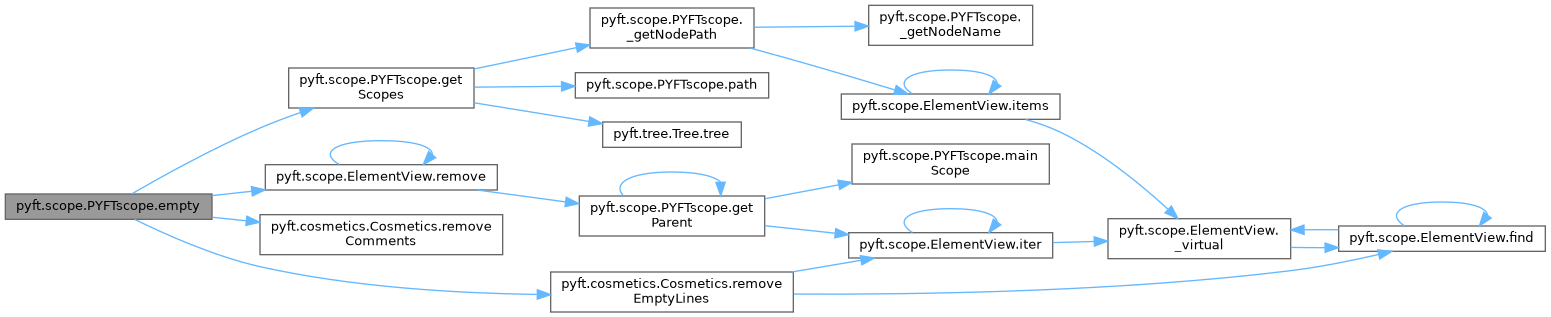 pyft.scope.PYFTscope.empty
pyft.scope.PYFTscope.get
Scopes
pyft.scope.ElementView.remove
pyft.cosmetics.Cosmetics.remove
Comments
pyft.cosmetics.Cosmetics.remove
EmptyLines
pyft.scope.PYFTscope.
_getNodePath
pyft.scope.PYFTscope.path
pyft.tree.Tree.tree
pyft.scope.PYFTscope.get
Parent
pyft.scope.PYFTscope.
_getNodeName
pyft.scope.ElementView.items
pyft.scope.PYFTscope.main
Scope
pyft.scope.ElementView.iter
pyft.scope.ElementView.
_virtual
pyft.scope.ElementView.find